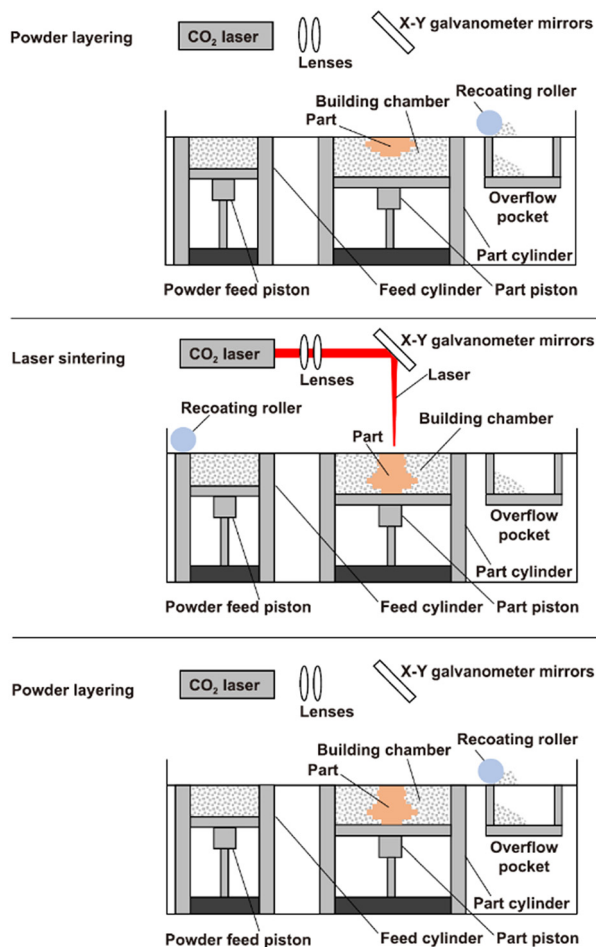 Powder layering
CO₂ laser
Lenses
X-Y galvanometer mirrors
Recoating roller
Building chamber
Part
Overflow
pocket
Part cylinder
Powder feed piston
Feed cylinder
Part piston
Laser sintering
CO₂ laser
Lenses
X-Y galvanometer mirrors
Laser
Recoating roller
Building chamber
Part
Overflow
pocket
Part cylinder
Powder feed piston
Feed cylinder
Part piston
Powder layering
CO₂ laser
Lenses
X-Y galvanometer mirrors
Recoating roller
Building chamber
Part
Overflow
pocket
Part cylinder
Powder feed piston
Feed cylinder
Part piston